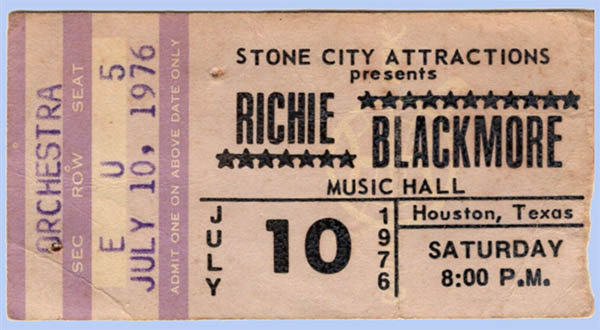 ORCHESTRA
SEC ROW SEAT
E U 5
JULY 10, 1976
ADMIT ONE ON ABOVE DATE ONLY
STONE CITY ATTRACTIONS
presents
RICHIE
BLACKMORE
MUSIC HALL
JULY
10
1976
Houston, Texas
SATURDAY
8:00 P.M.